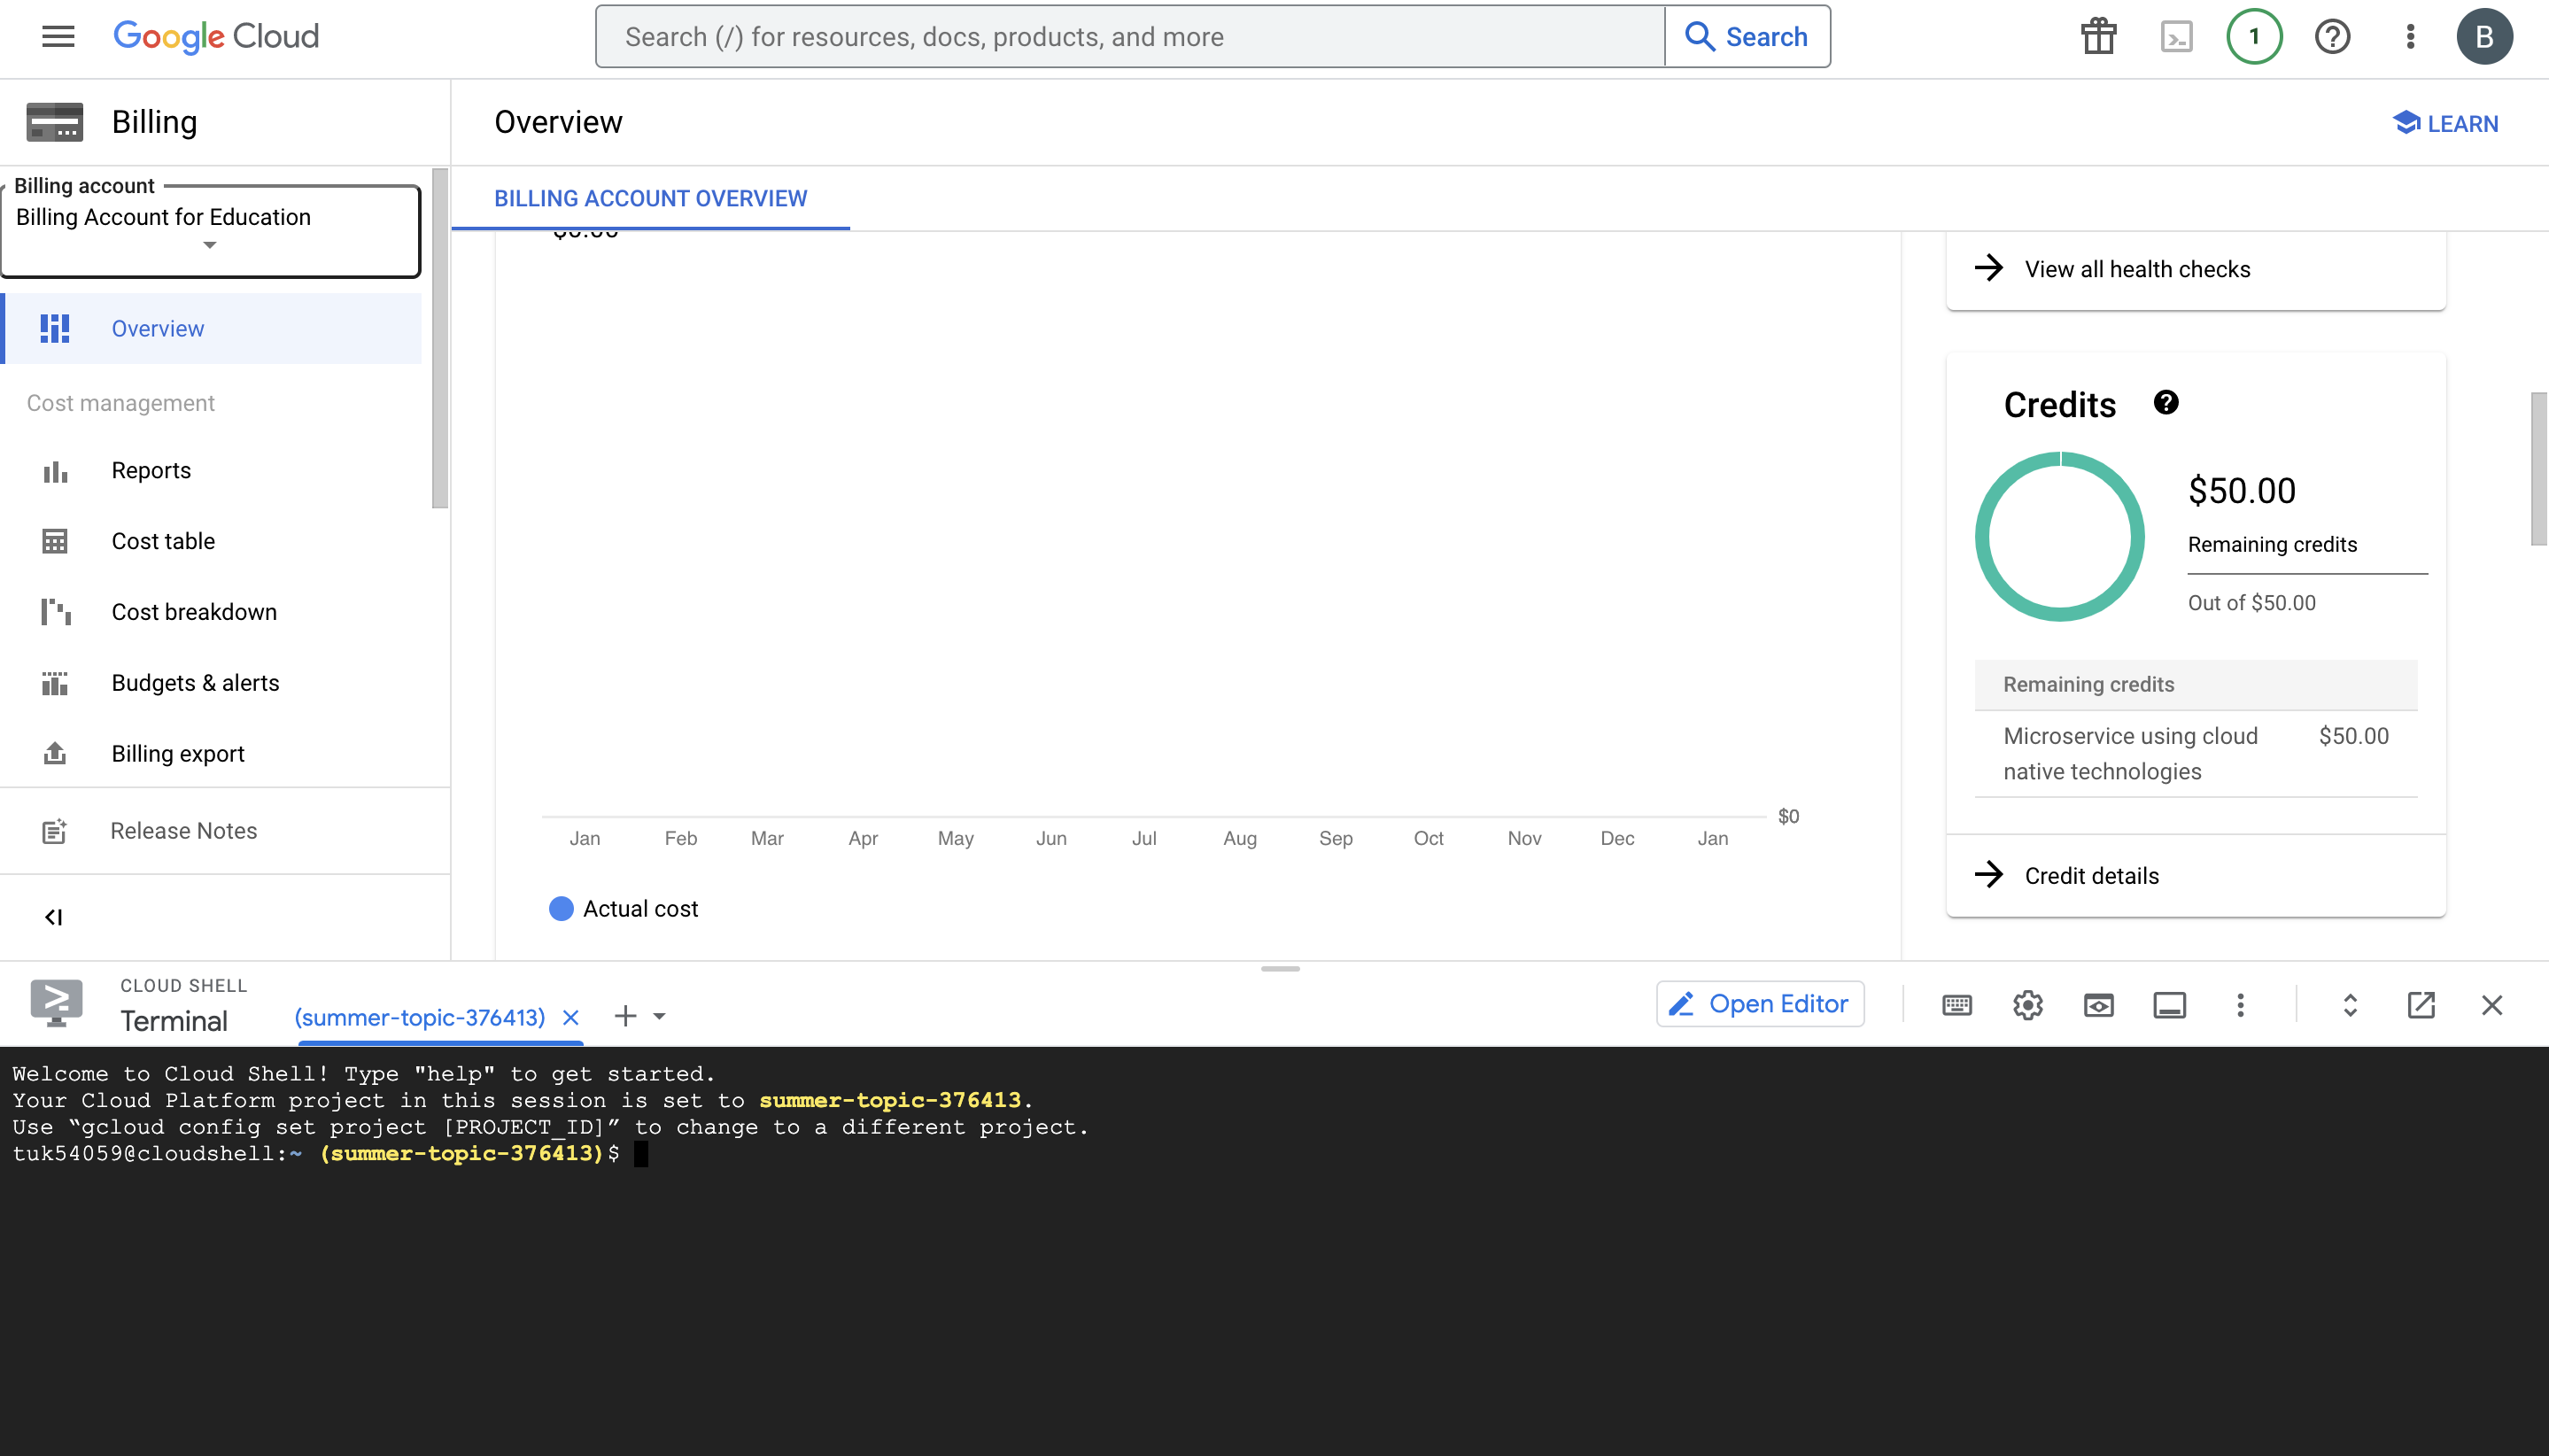 Google Cloud
Search (/) for resources, docs, products, and more
Search
1
B
Billing
Overview
LEARN
Billing account
Billing Account for Education
BILLING ACCOUNT OVERVIEW
$0.00
View all health checks
Overview
Cost management
Reports
Cost table
Cost breakdown
Budgets & alerts
Billing export
Release Notes
Credits
$50.00
Remaining credits
Out of $50.00
Remaining credits
Microservice using cloud $50.00
native technologies
Credit details
$0
Jan Feb Mar Apr May Jun Jul Aug Sep Oct Nov Dec Jan
Actual cost
CLOUD SHELL
Terminal
(summer-topic-376413)
Open Editor
Welcome to Cloud Shell! Type "help" to get started.
Your Cloud Platform project in this session is set to summer-topic-376413.
Use “gcloud config set project [PROJECT_ID]” to change to a different project.
tuk54059@cloudshell:~ (summer-topic-376413)$